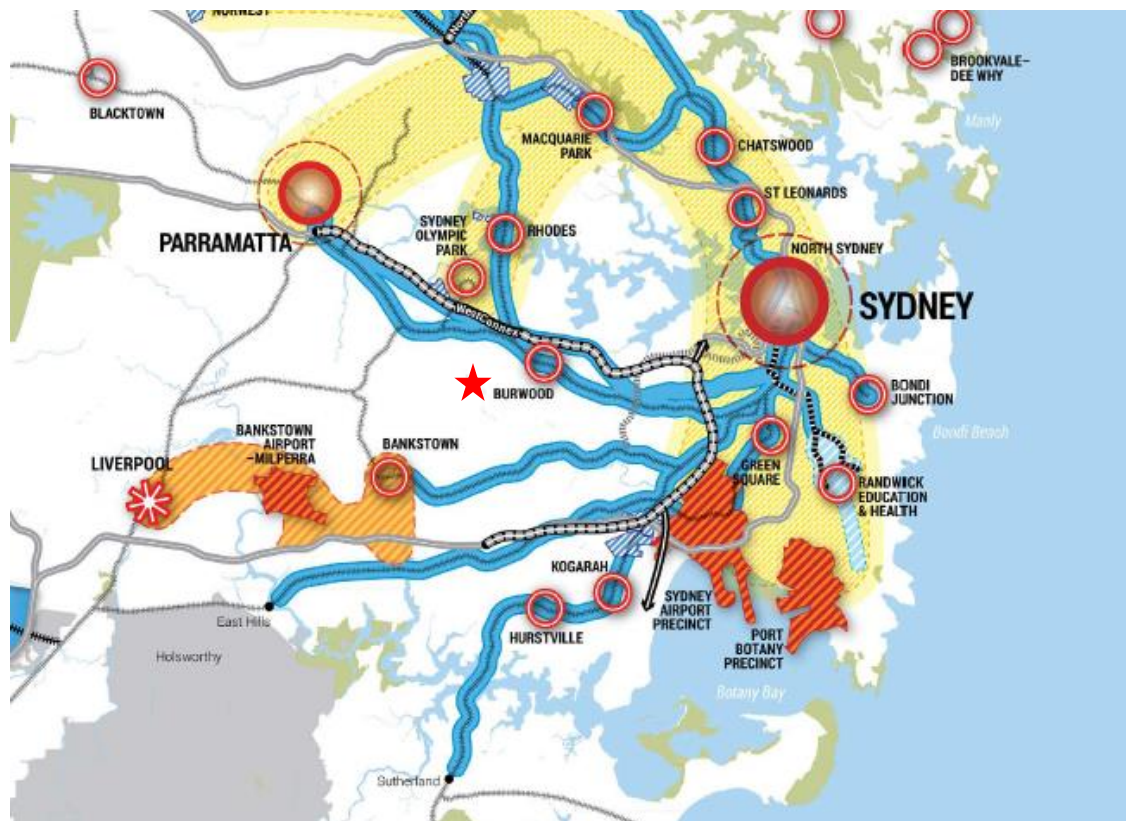 NORWEST
North
BROOKVALE–
DEE WHY
BLACKTOWN
Manly
MACQUARIE
PARK
CHATSWOOD
ST LEONARDS
SYDNEY
OLYMPIC
PARK
RHODES
PARRAMATTA
NORTH SYDNEY
SYDNEY
WestConnex
BURWOOD
BONDI
JUNCTION
Bondi Beach
BANKSTOWN
AIRPORT
–MILPERRA
BANKSTOWN
LIVERPOOL
GREEN
SQUARE
RANDWICK
EDUCATION
& HEALTH
KOGARAH
SYDNEY
AIRPORT
PRECINCT
East Hills
HURSTVILLE
PORT
BOTANY
PRECINCT
Holsworthy
Botany Bay
Sutherland